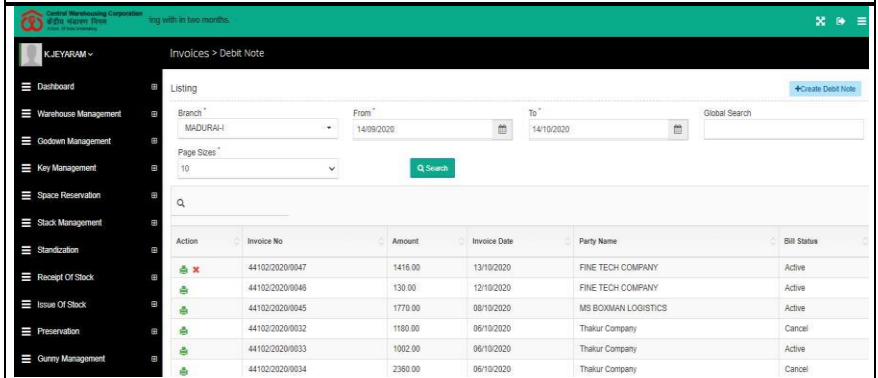 Central Warehousing Corporation
ing with in two months.
K.JEYARAM
Invoices > Debit Note
Dashboard
Warehouse Management
Godown Management
Key Management
Space Reservation
Stack Management
Standization
Receipt Of Stock
Issue Of Stock
Preservation
Gunny Management
Listing
+Create Debit Note
Branch * From * To * Global Search
MADURAI-I 14/09/2020 14/10/2020
Page Sizes *
10 Search
Action Invoice No Amount Invoice Date Party Name Bill Status
44102/2020/0047 1416.00 13/10/2020 FINE TECH COMPANY Active
44102/2020/0046 130.00 12/10/2020 FINE TECH COMPANY Active
44102/2020/0045 1770.00 08/10/2020 MS BOXMAN LOGISTICS Active
44102/2020/0032 1180.00 06/10/2020 Thakur Company Cancel
44102/2020/0033 1002.00 06/10/2020 Thakur Company Active
44102/2020/0034 2360.00 06/10/2020 Thakur Company Cancel